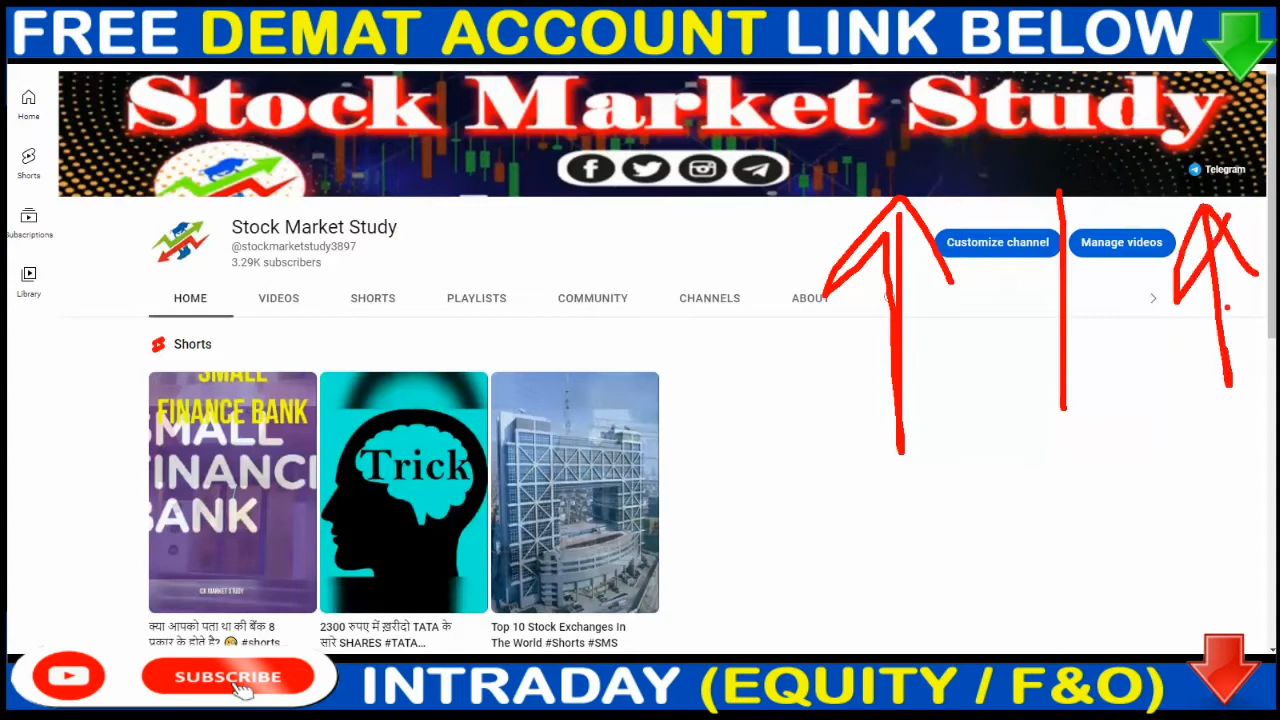 FREE DEMAT ACCOUNT LINK BELOW
Stock Market Study
Telegram
Home
Shorts
Subscriptions
Library
Stock Market Study
@stockmarketstudy3897
3.29K subscribers
Customize channel
Manage videos
HOME VIDEOS SHORTS PLAYLISTS COMMUNITY CHANNELS ABOUT
Shorts
SMALL
FINANCE BANK
SMALL
FINANCE
BANK
Trick
क्या आपको पता था की बैंक 8
प्रकार के होते है? 🤔 #shorts...
2300 रुपए में ख़रीदो TATA के
सारे SHARES #TATA...
Top 10 Stock Exchanges In
The World #Shorts #SMS
SUBSCRIBE
INTRADAY (EQUITY / F&O)